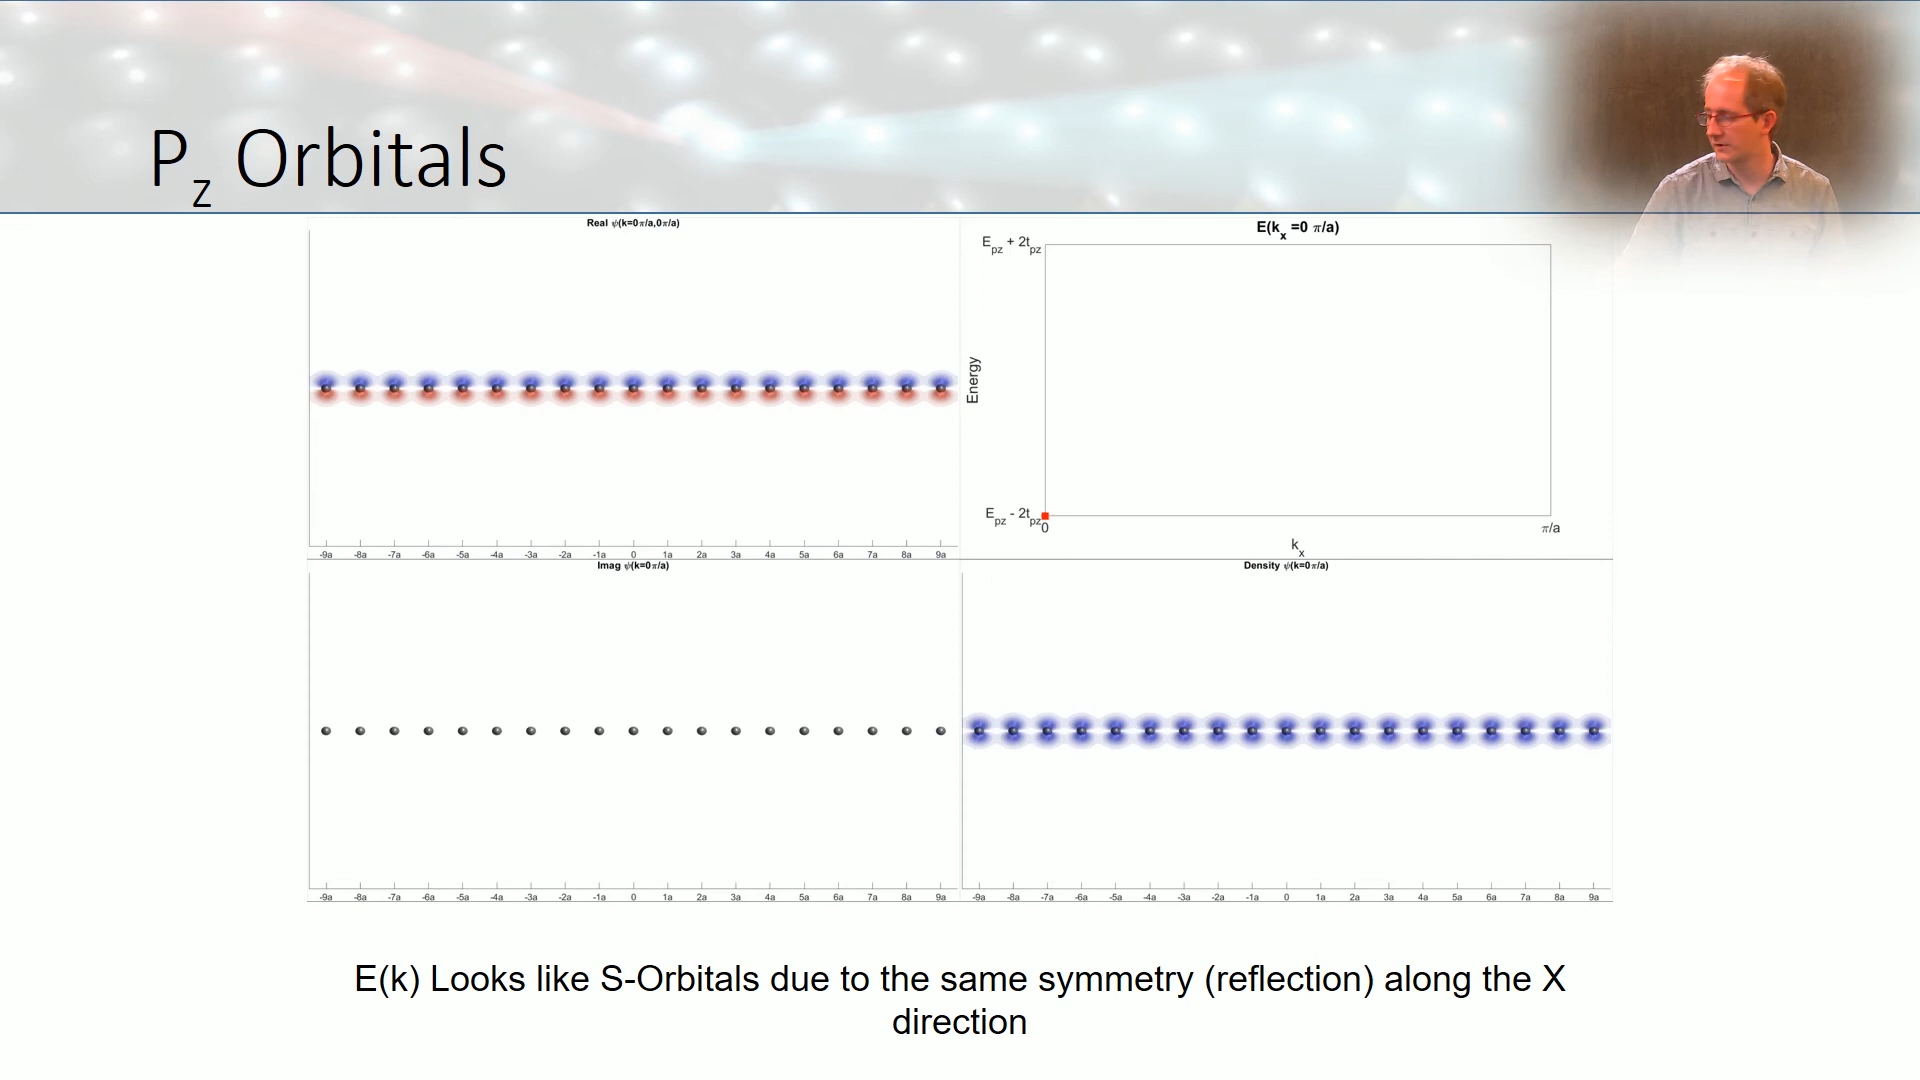 Pz Orbitals
Real ψ(k=0π/a,0π/a)
-9a -8a -7a -6a -5a -4a -3a -2a -1a 0 1a 2a 3a 4a 5a 6a 7a 8a 9a
E(kx =0 π/a)
Epz + 2tpz
Energy
Epz - 2tpz
0 π/a
kx
Imag ψ(k=0π/a)
-9a -8a -7a -6a -5a -4a -3a -2a -1a 0 1a 2a 3a 4a 5a 6a 7a 8a 9a
Density ψ(k=0π/a)
-9a -8a -7a -6a -5a -4a -3a -2a -1a 0 1a 2a 3a 4a 5a 6a 7a 8a 9a
E(k) Looks like S-Orbitals due to the same symmetry (reflection) along the X
direction